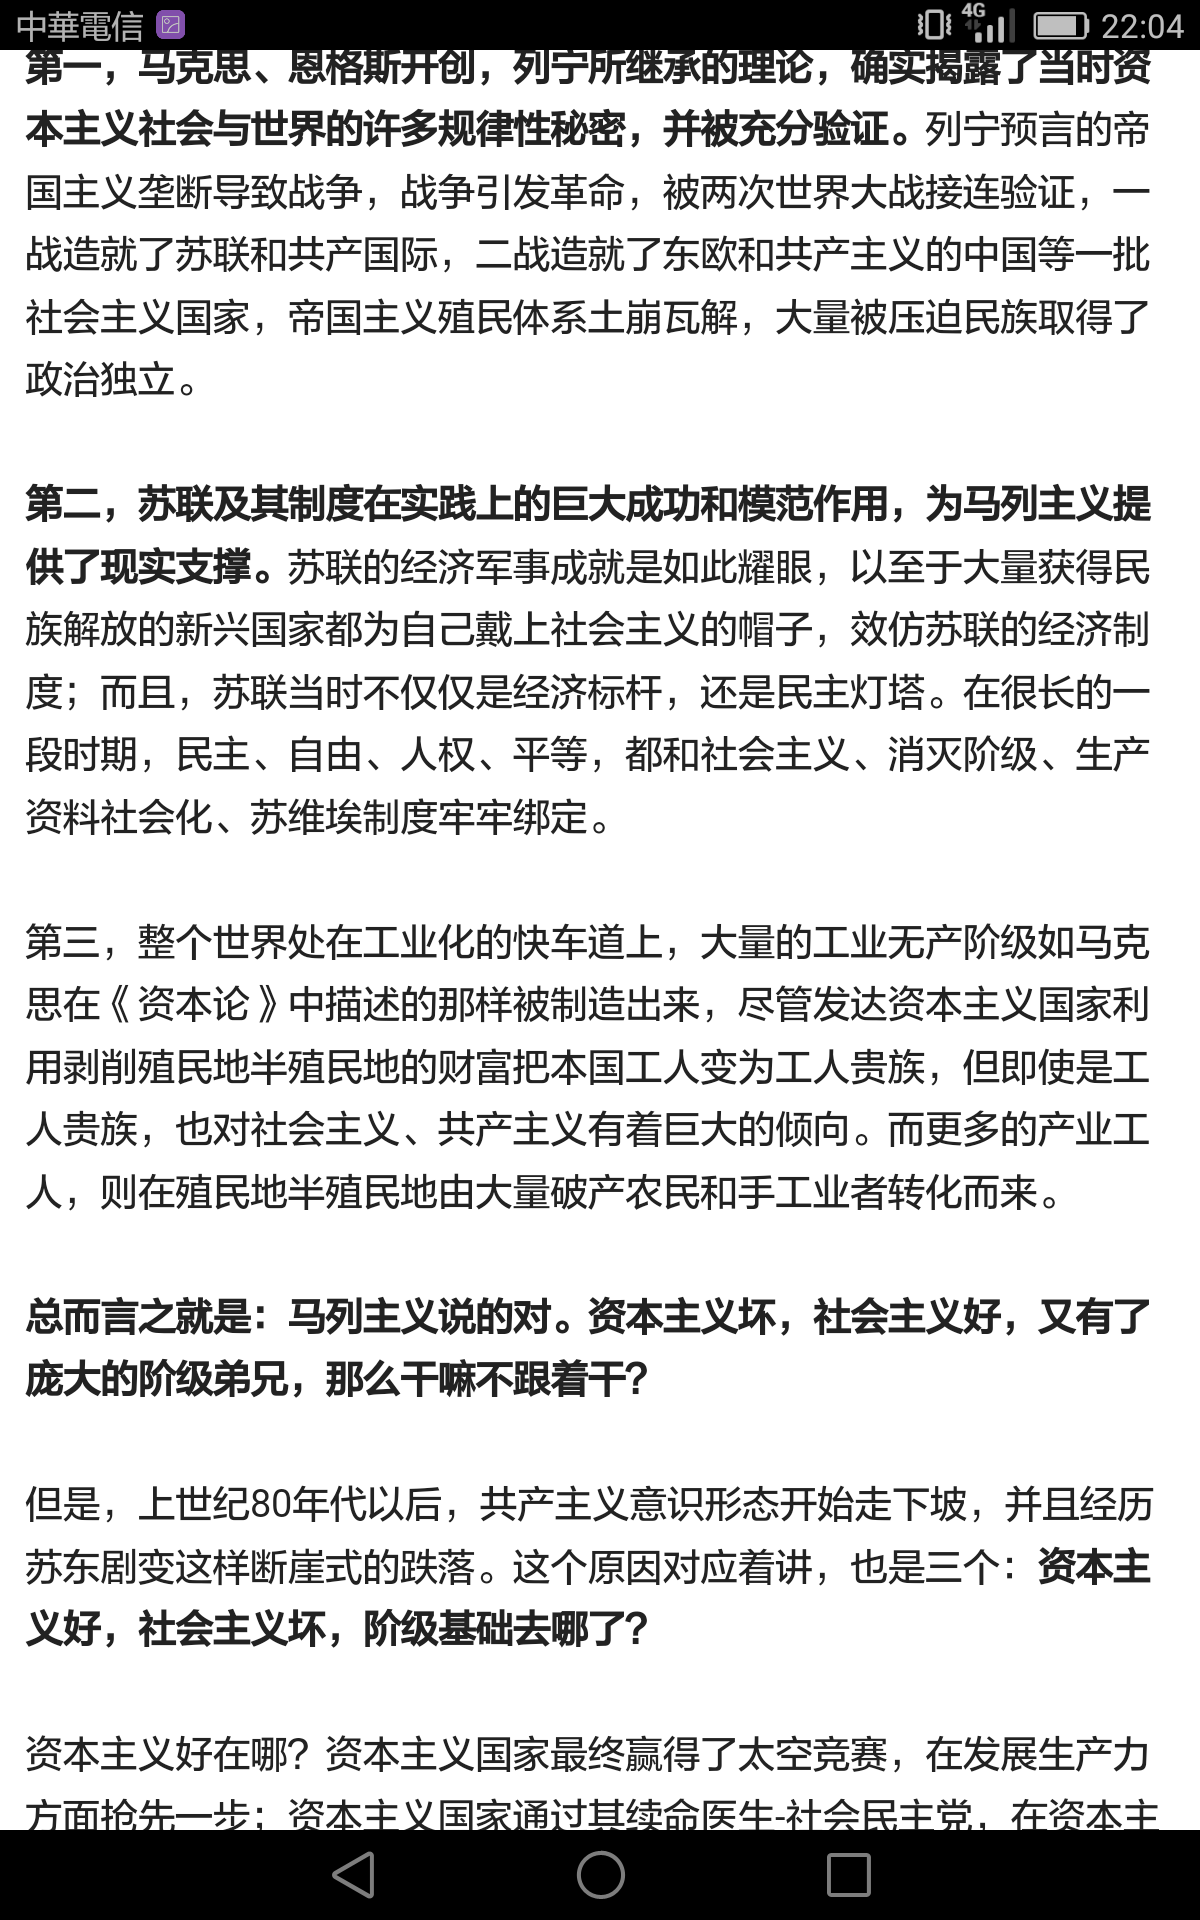 中華電信
4G
22:04
第一，马克思、恩格斯开创，列宁所继承的理论，确实揭露了当时资
本主义社会与世界的许多规律性秘密，并被充分验证。列宁预言的帝
国主义垄断导致战争，战争引发革命，被两次世界大战接连验证，一
战造就了苏联和共产国际，二战造就了东欧和共产主义的中国等一批
社会主义国家，帝国主义殖民体系土崩瓦解，大量被压迫民族取得了
政治独立。
第二，苏联及其制度在实践上的巨大成功和模范作用，为马列主义提
供了现实支撑。苏联的经济军事成就是如此耀眼，以至于大量获得民
族解放的新兴国家都为自己戴上社会主义的帽子，效仿苏联的经济制
度；而且，苏联当时不仅仅是经济标杆，还是民主灯塔。在很长的一
段时期，民主、自由、人权、平等，都和社会主义、消灭阶级、生产
资料社会化、苏维埃制度牢牢绑定。
第三，整个世界处在工业化的快车道上，大量的工业无产阶级如马克
思在《资本论》中描述的那样被制造出来，尽管发达资本主义国家利
用剥削殖民地半殖民地的财富把本国工人变为工人贵族，但即使是工
人贵族，也对社会主义、共产主义有着巨大的倾向。而更多的产业工
人，则在殖民地半殖民地由大量破产农民和手工业者转化而来。
总而言之就是：马列主义说的对。资本主义坏，社会主义好，又有了
庞大的阶级弟兄，那么干嘛不跟着干？
但是，上世纪80年代以后，共产主义意识形态开始走下坡，并且经历
苏东剧变这样断崖式的跌落。这个原因对应着讲，也是三个：资本主
义好，社会主义坏，阶级基础去哪了？
资本主义好在哪？资本主义国家最终赢得了太空竞赛，在发展生产力
方面抢先一步；资本主义国家通过其续命医生-社会民主党，在资本主